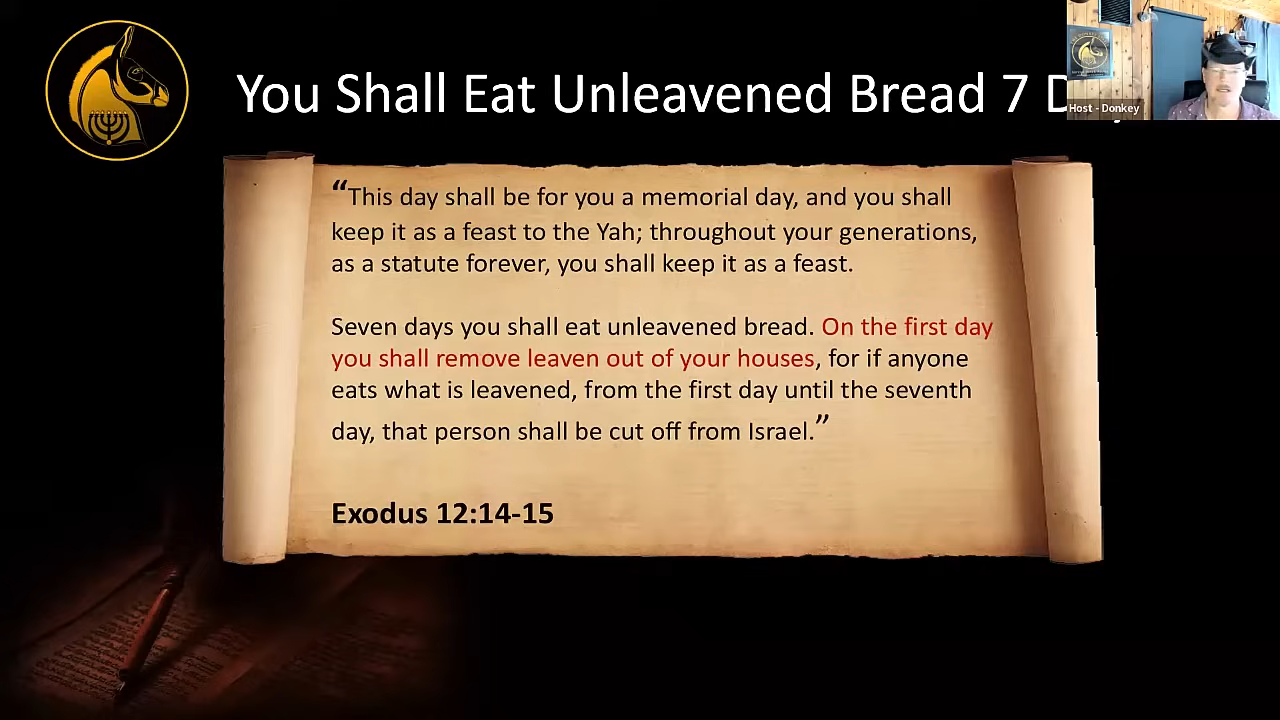 You Shall Eat Unleavened Bread 7
Host - Donkey
“This day shall be for you a memorial day, and you shall
keep it as a feast to the Yah; throughout your generations,
as a statute forever, you shall keep it as a feast.
Seven days you shall eat unleavened bread. On the first day
you shall remove leaven out of your houses, for if anyone
eats what is leavened, from the first day until the seventh
day, that person shall be cut off from Israel.”
Exodus 12:14-15